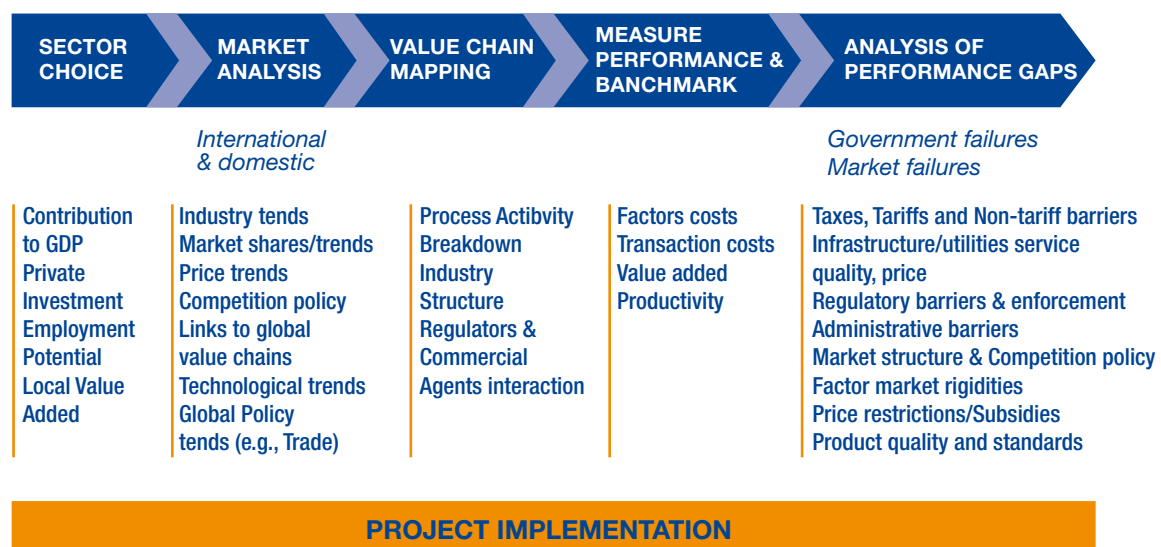 SECTOR
CHOICE
MARKET
ANALYSIS
VALUE CHAIN
MAPPING
MEASURE
PERFORMANCE &
BANCHMARK
ANALYSIS OF
PERFORMANCE GAPS
International
& domestic
Government failures
Market failures
Contribution
to GDP
Private
Investment
Employment
Potential
Local Value
Added
Industry tends
Market shares/trends
Price trends
Competition policy
Links to global
value chains
Technological trends
Global Policy
tends (e.g., Trade)
Process Actibvity
Breakdown
Industry
Structure
Regulators &
Commercial
Agents interaction
Factors costs
Transaction costs
Value added
Productivity
Taxes, Tariffs and Non-tariff barriers
Infrastructure/utilities service
quality, price
Regulatory barriers & enforcement
Administrative barriers
Market structure & Competition policy
Factor market rigidities
Price restrictions/Subsidies
Product quality and standards
PROJECT IMPLEMENTATION